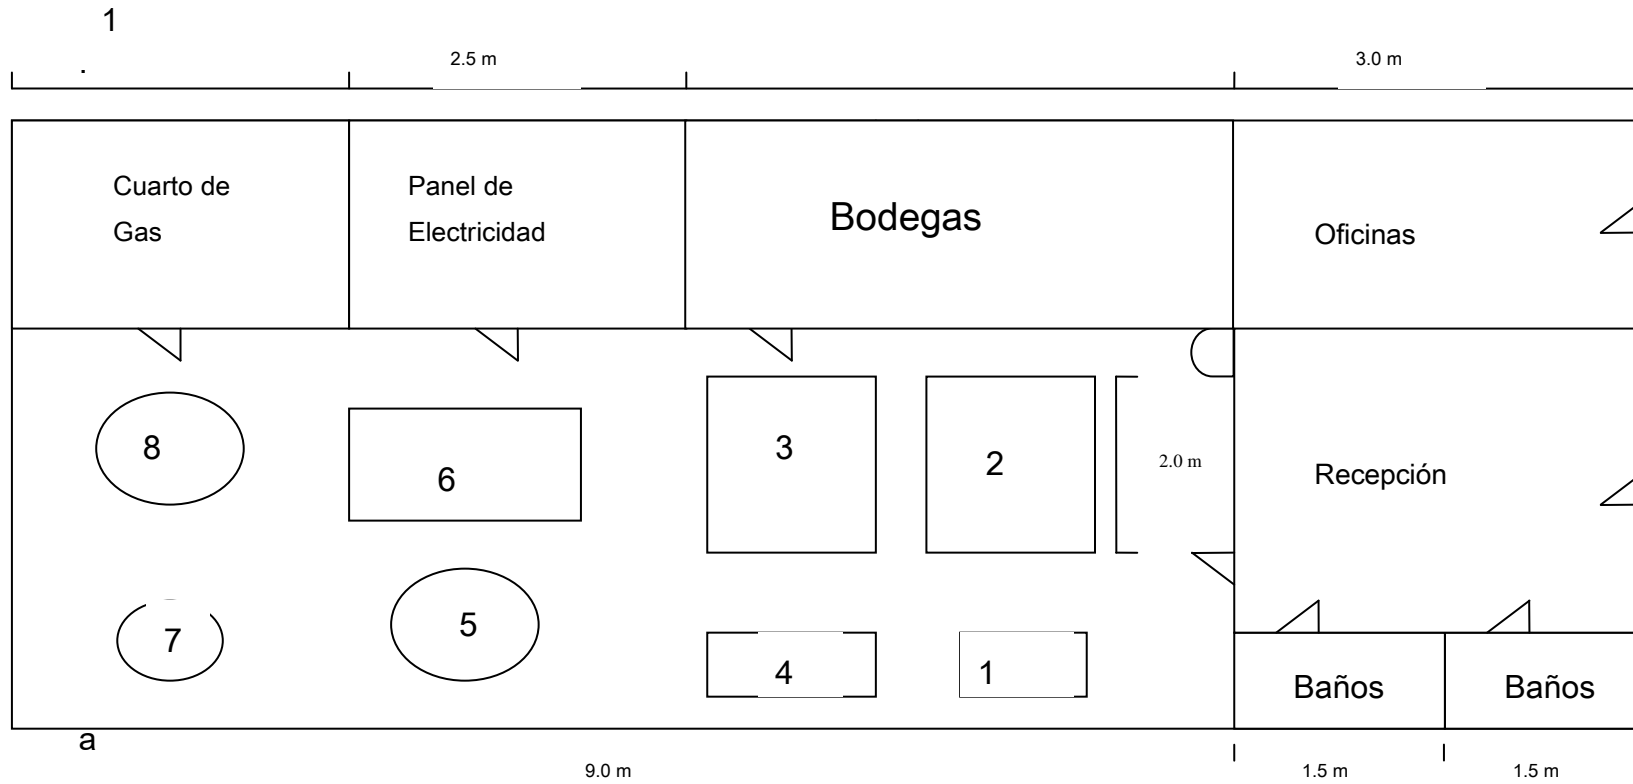 1
.
2.5 m
3.0 m
Cuarto de
Gas
Panel de
Electricidad
Bodegas
Oficinas
8
6
3
2
2.0 m
Recepción
7
5
4
1
Baños
Baños
a
9.0 m
1.5 m
1.5 m